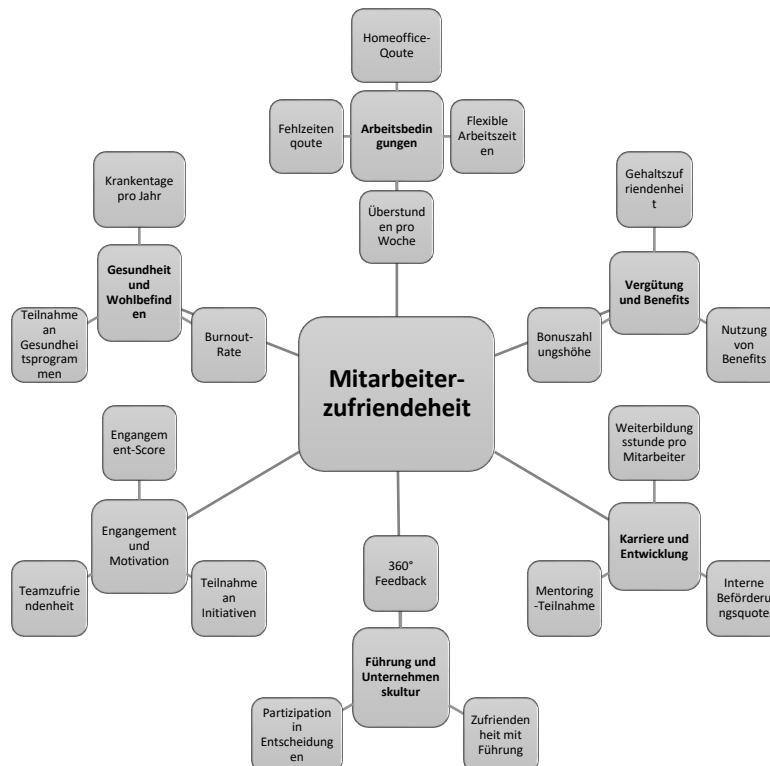 Homeoffice-
Qoute
Fehlzeiten
qoute
Arbeitsbedin
gungen
Flexible
Arbeitszeit
en
Überstund
en pro
Woche
Krankentage
pro Jahr
Gesundheit
und
Wohlbefind
en
Teilnahme
an
Gesundhei
tsprogram
men
Burnout-
Rate
Gehaltszuf
riendenhei
t
Vergütung
und Benefits
Bonuszahl
ungshöhe
Nutzung
von
Benefits
Mitarbeiter-
zufriendeheit
Engangem
ent-Score
Engangement
und
Motivation
Teamzufrie
ndenheit
Teilnahme
an
Initiativen
Weiterbildung
sstunde pro
Mitarbeiter
Karriere und
Entwicklung
Mentoring
-Teilnahme
Interne
Beförderu
ngsquote
360°
Feedback
Führung und
Unternehmen
skultur
Partizipation
in
Entscheidung
en
Zufrienden
heit mit
Führung